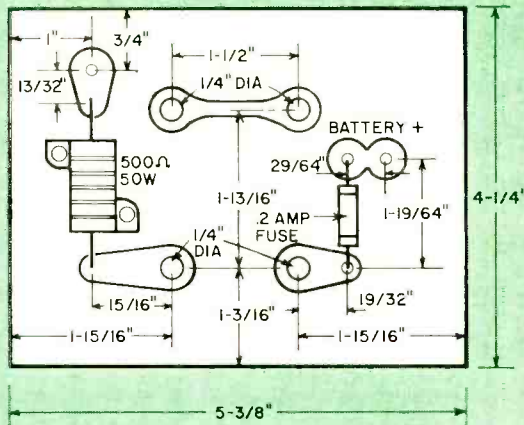 1"
3/4"
1-1/2"
13/32"
1/4" DIA
BATTERY +
500Ω
50W
29/64"
4-1/4"
1-13/16"
.2 AMP
FUSE
1-19/64"
1/4"
DIA
15/16"
19/32"
1-3/16"
1-15/16"
1-15/16"
5-3/8"